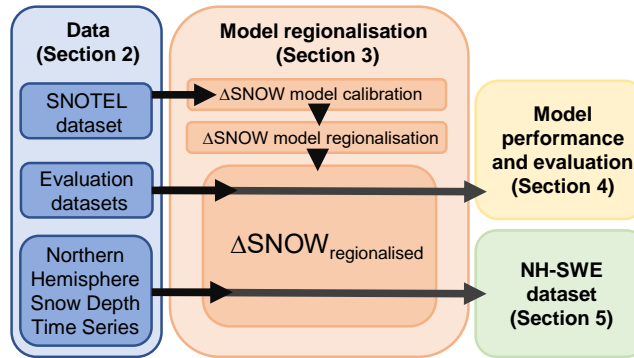 Data
(Section 2)
SNOTEL
dataset
Evaluation
datasets
Northern
Hemisphere
Snow Depth
Time Series
Model regionalisation
(Section 3)
ΔSNOW model calibration
ΔSNOW model regionalisation
ΔSNOWregionalised
Model
performance
and evaluation
(Section 4)
NH-SWE
dataset
(Section 5)